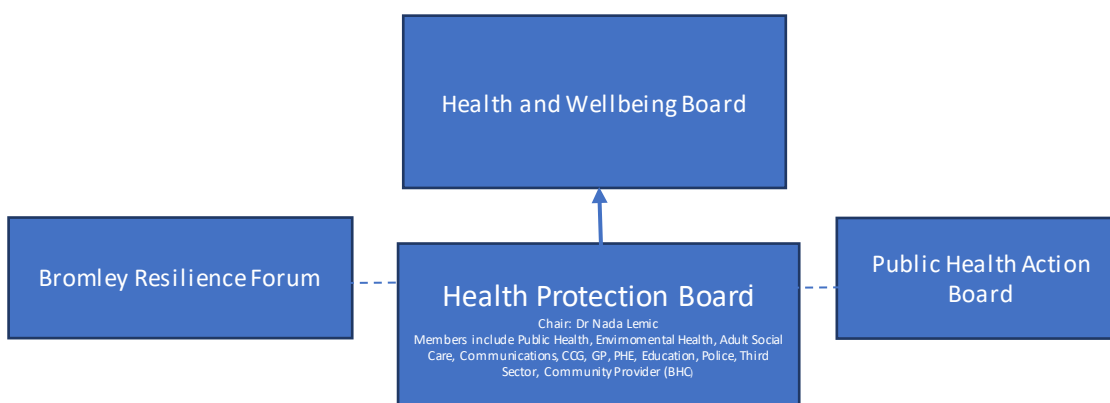 Health and Wellbeing Board
Bromley Resilience Forum
Health Protection Board
Chair: Dr Nada Lemic
Members include Public Health, Envirnomental Health, Adult Social
Care, Communications, CCG, GP, PHE, Education, Police, Third
Sector, Community Provider (BHC)
Public Health Action
Board